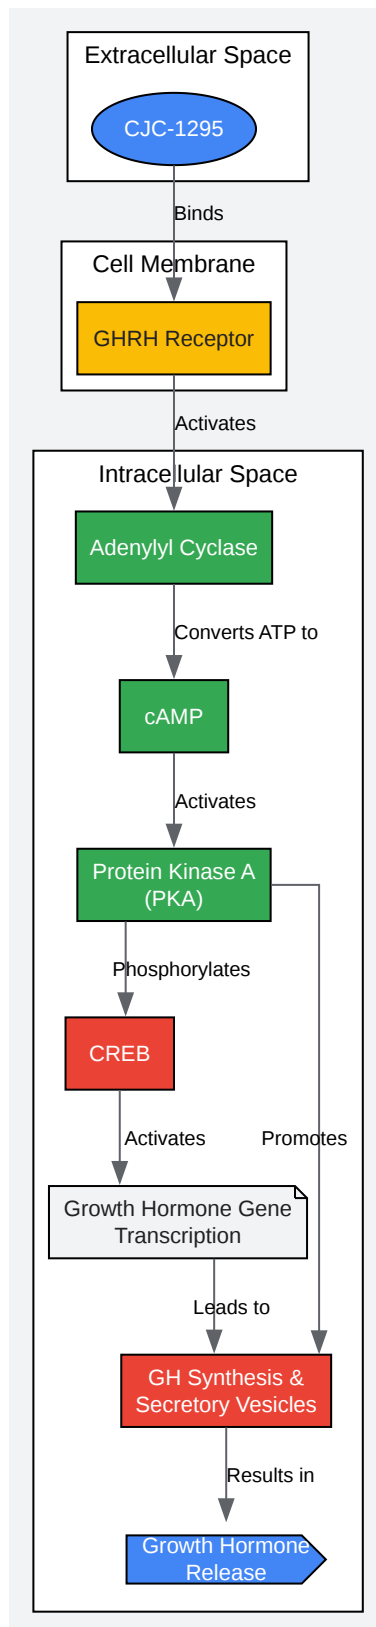 Extracellular Space
CJC-1295
Binds
Cell Membrane
GHRH Receptor
Activates
Intracellular Space
Adenylyl Cyclase
Converts ATP to
cAMP
Activates
Protein Kinase A
(PKA)
Phosphorylates
CREB
Activates
Promotes
Growth Hormone Gene
Transcription
Leads to
GH Synthesis &
Secretory Vesicles
Results in
Growth Hormone
Release